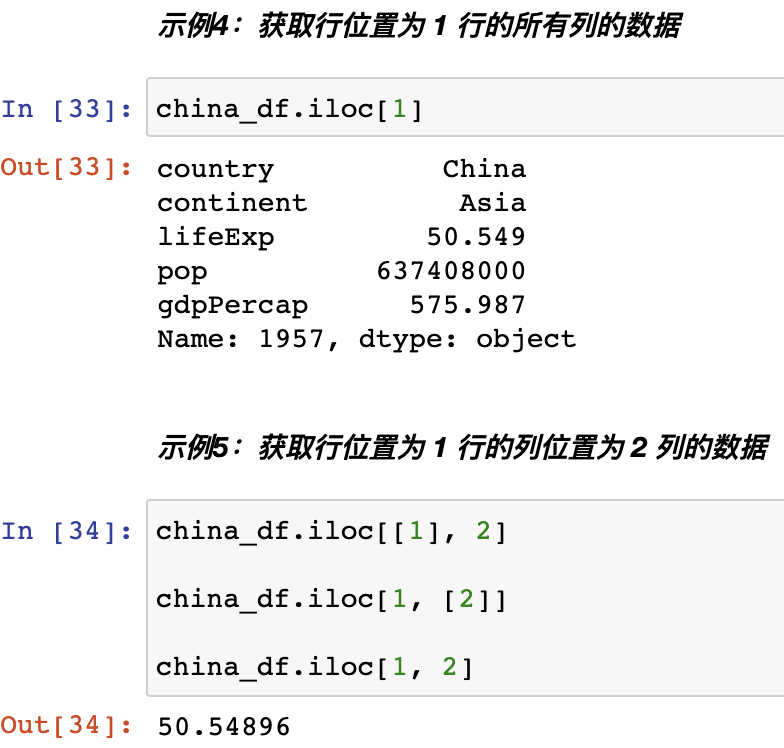 示例4：获取行位置为 1 行的所有列的数据
In [33]: china_df.iloc[1]
Out[33]: country China
continent Asia
lifeExp 50.549
pop 637408000
gdpPercap 575.987
Name: 1957, dtype: object
示例5：获取行位置为 1 行的列位置为 2 列的数据
In [34]: china_df.iloc[[1], 2]
china_df.iloc[1, [2]]
china_df.iloc[1, 2]
Out[34]: 50.54896